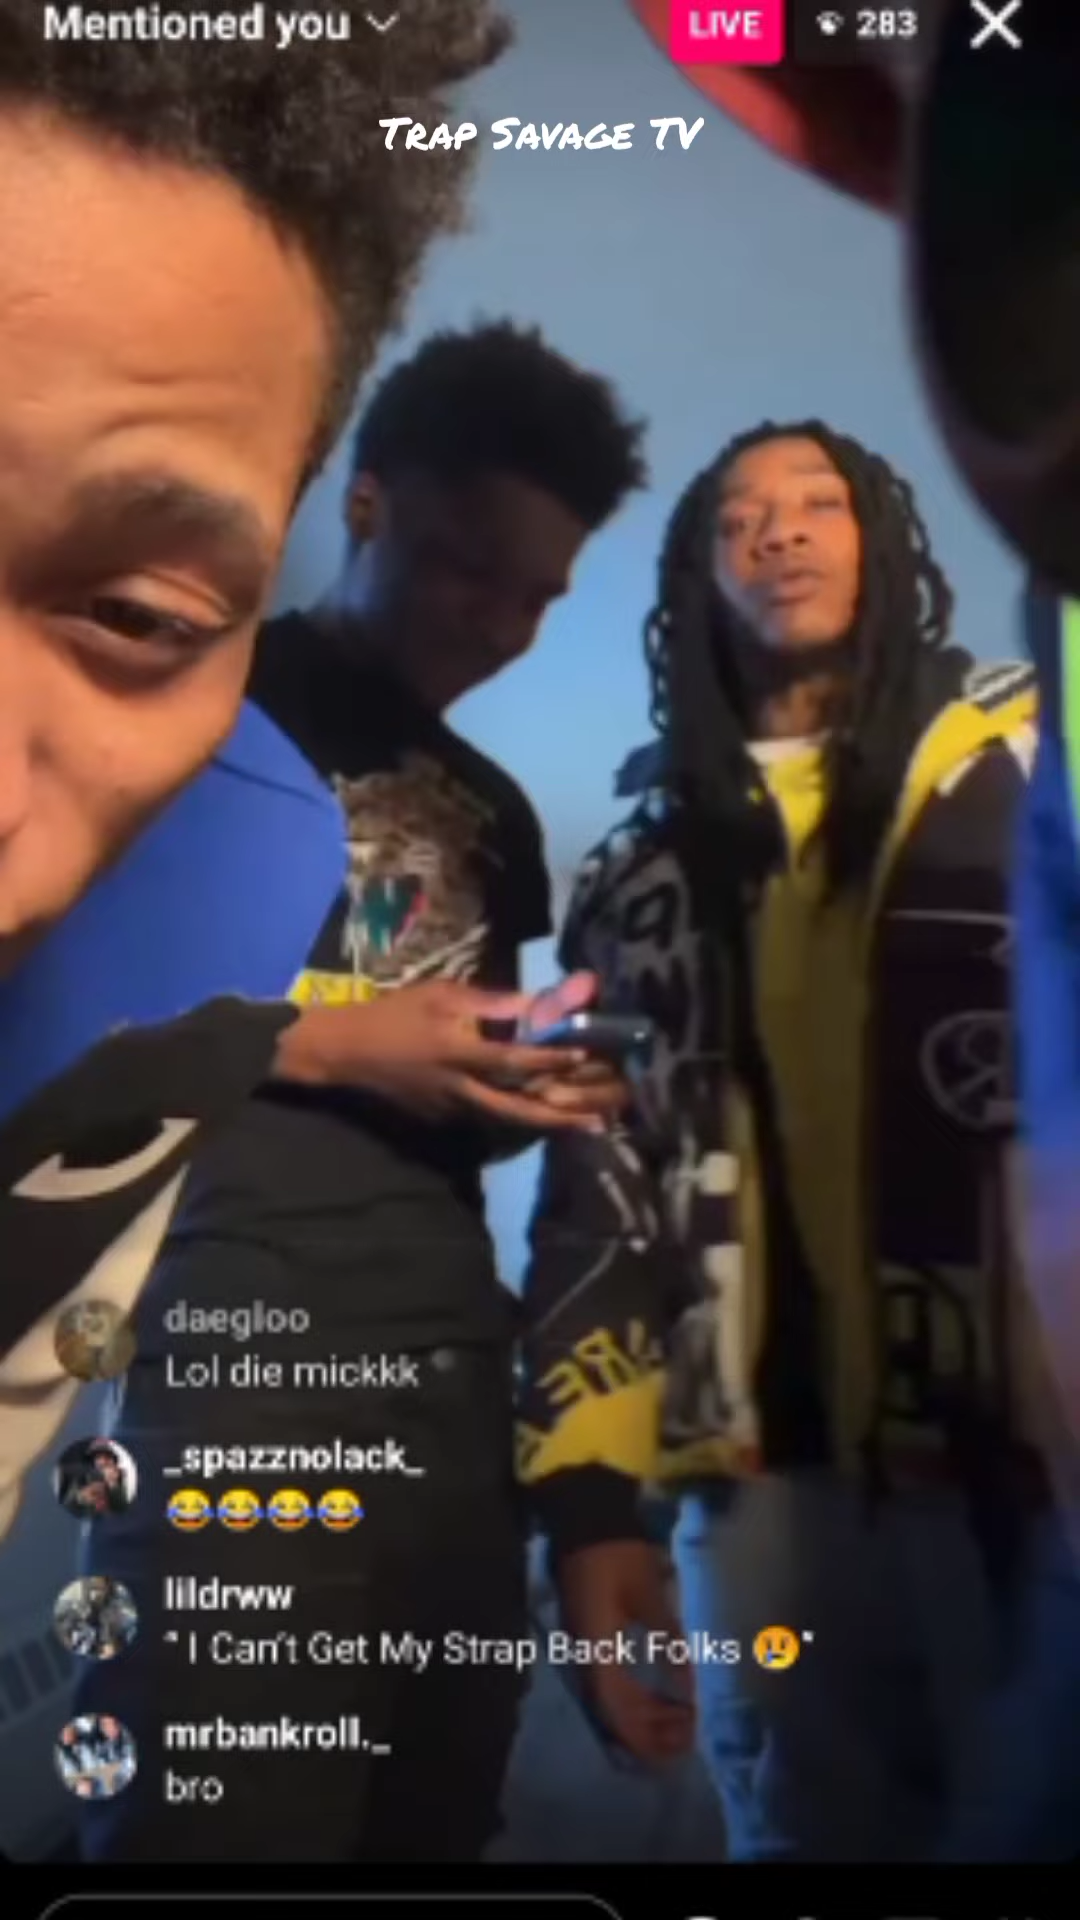 Mentioned you
LIVE
283
TRAP SAVAGE TV
daegloo
Lol die mickkk
_spazznolack_
😂😂😂😂
lildrww
" I Can't Get My Strap Back Folks 😢"
mrbankroll._
bro